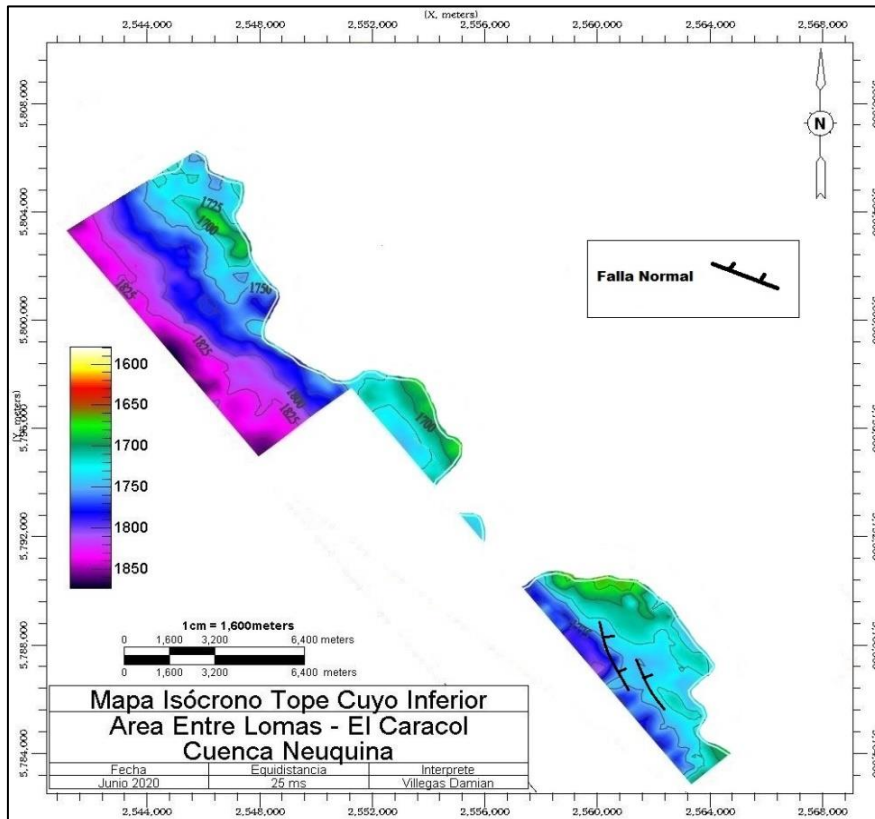 (X, meters)
2,544,000 2,548,000 2,552,000 2,556,000 2,560,000 2,564,000 2,568,000
5,808,000
N
5,804,000
1725
1700
Falla Normal
1750
1825
5,800,000
1825
1600
1650
1700
1750
1800
1850
(Y, meters)
1800
1825
1700
5,796,000
5,792,000
5,788,000
1cm = 1,600meters
0 1,600 3,200 6,400 meters
0 1,600 3,200 6,400 meters
Mapa Isócrono Tope Cuyo Inferior
Area Entre Lomas - El Caracol
Cuenca Neuquina
Fecha Equidistancia Interprete
Junio 2020 25 ms Villegas Damian
5,784,000
2,544,000 2,548,000 2,552,000 2,556,000 2,560,000 2,564,000 2,568,000